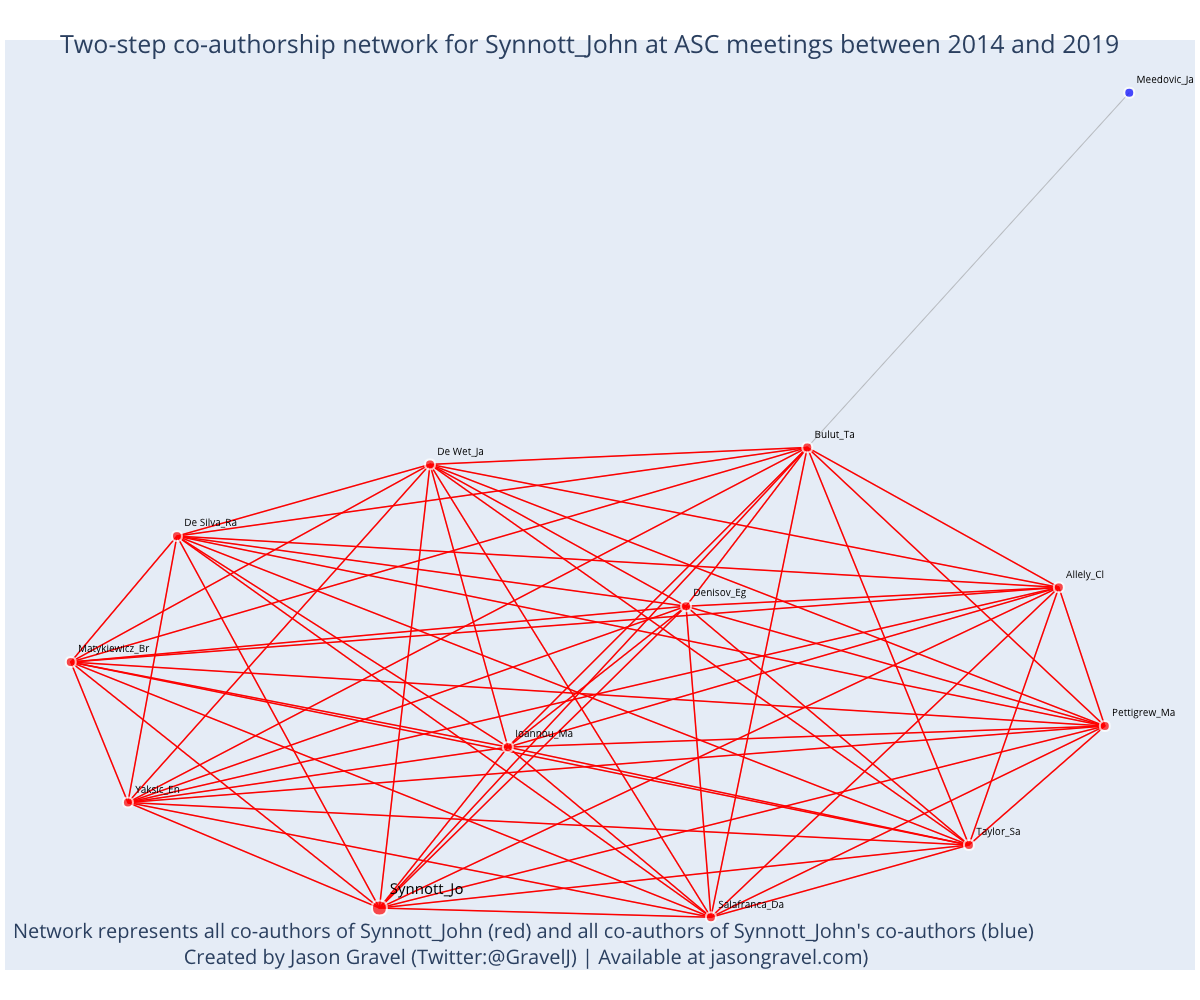 Two-step co-authorship network for Synnott_John at ASC meetings between 2014 and 2019
Meedovic_Ja
Bulut_Ta
De Wet_Ja
De Silva_Ra
Allely_Cl
Denisov_Eg
Matykiewicz_Br
Pettigrew_Ma
Ioannou_Ma
Yaksic_En
Taylor_Sa
Synnott_Jo
Salafranca_Da
Network represents all co-authors of Synnott_John (red) and all co-authors of Synnott_John's co-authors (blue)
Created by Jason Gravel (Twitter:@GravelJ) | Available at jasongravel.com)